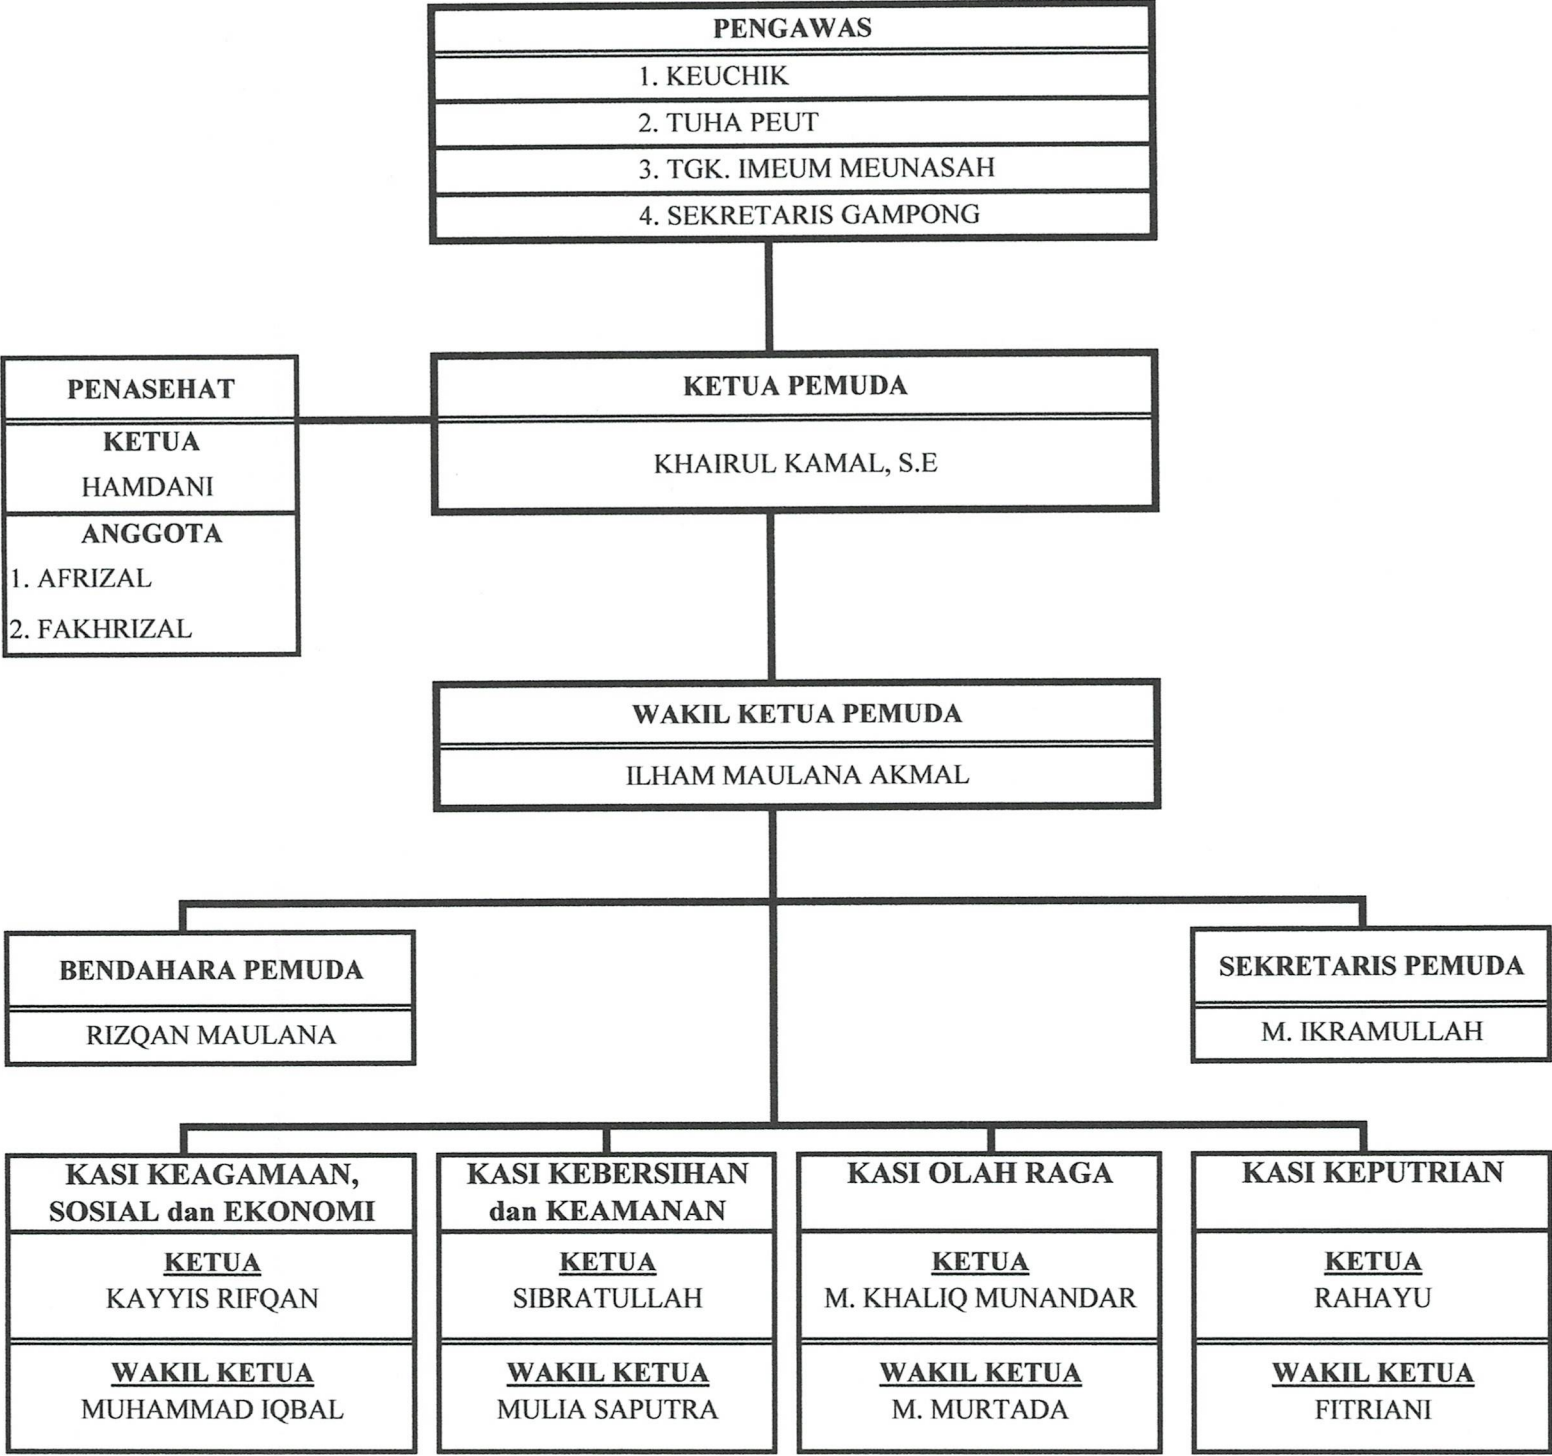 PENGAWAS
1. KEUCHIK
2. TUHA PEUT
3. TGK. IMEUM MEUNASAH
4. SEKRETARIS GAMPONG
PENASEHAT
KETUA
HAMDANI
ANGGOTA
1. AFRIZAL
2. FAKHRIZAL
KETUA PEMUDA
KHAIRUL KAMAL, S.E
WAKIL KETUA PEMUDA
ILHAM MAULANA AKMAL
BENDAHARA PEMUDA
RIZQAN MAULANA
SEKRETARIS PEMUDA
M. IKRAMULLAH
KASI KEAGAMAAN,
SOSIAL dan EKONOMI
KETUA
KAYYIS RIFQAN
WAKIL KETUA
MUHAMMAD IQBAL
KASI KEBERSIHAN
dan KEAMANAN
KETUA
SIBRATULLAH
WAKIL KETUA
MULIA SAPUTRA
KASI OLAH RAGA
KETUA
M. KHALIQ MUNANDAR
WAKIL KETUA
M. MURTADA
KASI KEPUTRIAN
KETUA
RAHAYU
WAKIL KETUA
FITRIANI